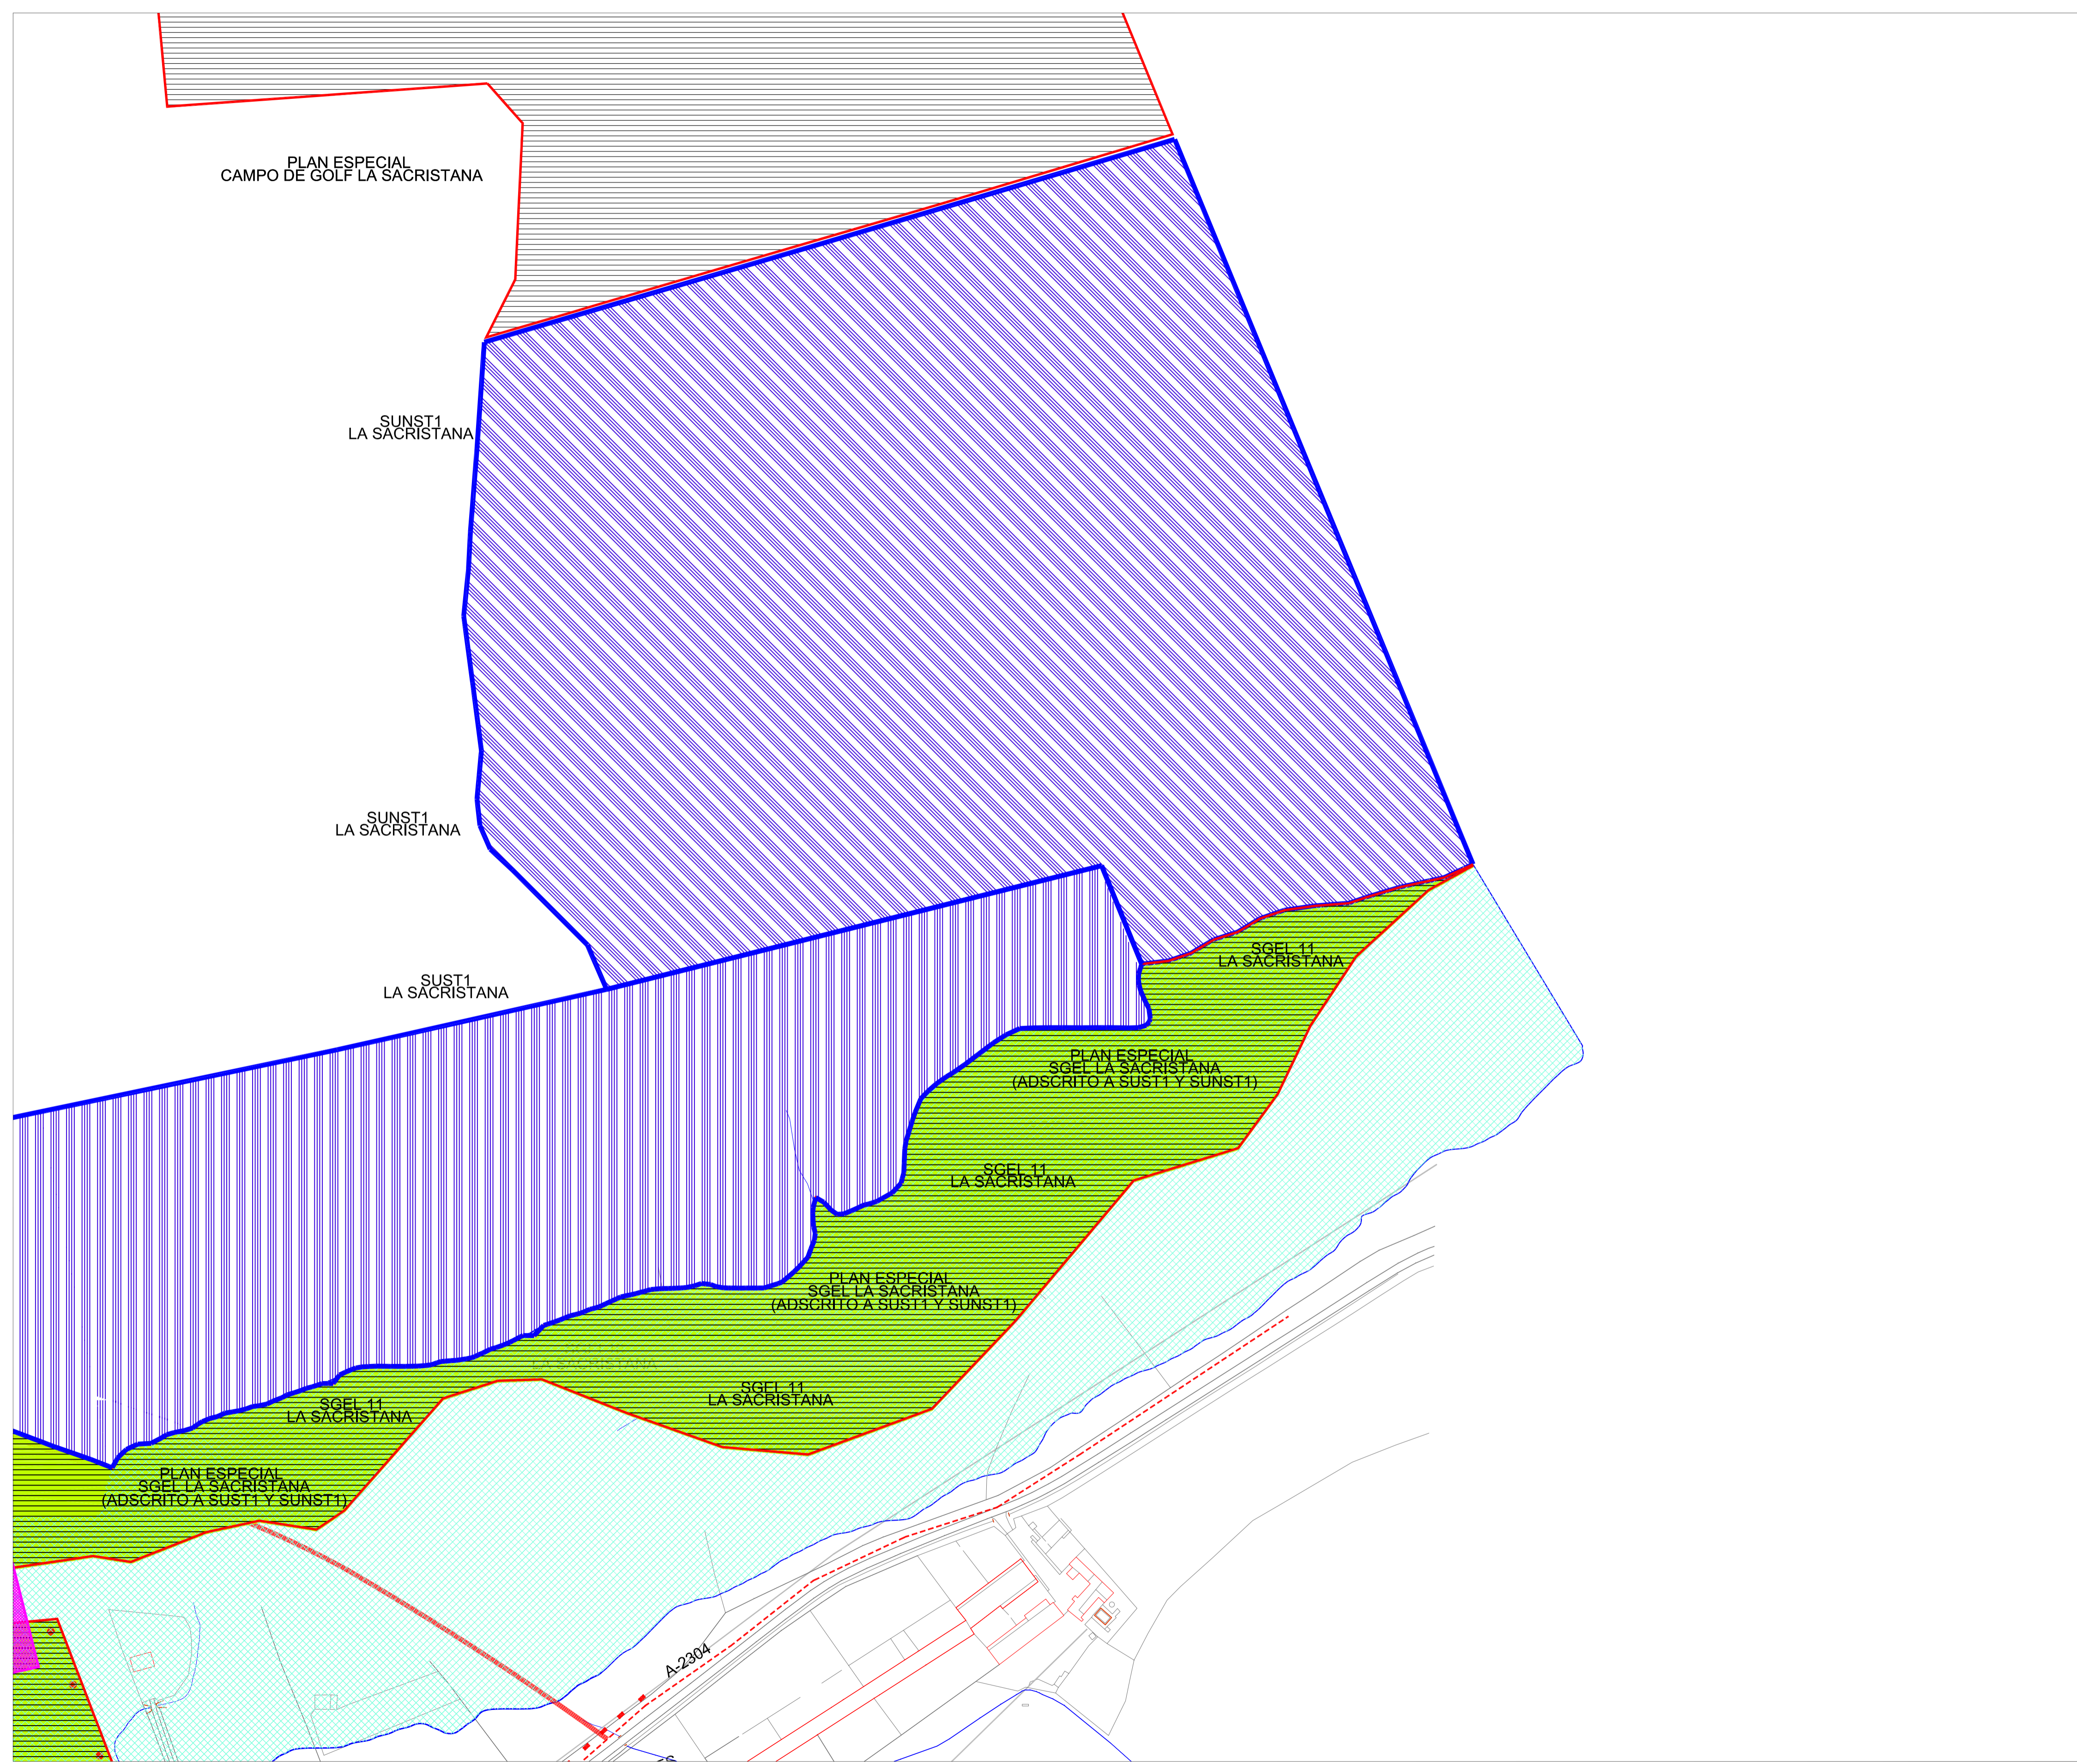 PLAN ESPECIAL
CAMPO DE GOLF LA SACRISTANA
SUNST1
LA SACRISTANA
SUNST1
LA SACRISTANA
SGEL 11
LA SACRISTANA
SUST1
LA SACRISTANA
PLAN ESPECIAL
SGEL LA SACRISTANA
(ADSCRITO A SUST1 Y SUNST1)
SGEL 11
LA SACRISTANA
PLAN ESPECIAL
SGEL LA SACRISTANA
(ADSCRITO A SUST1 Y SUNST1)
LA SACRISTANA
SGEL 11
LA SACRISTANA
SGEL 11
LA SACRISTANA
PLAN ESPECIAL
SGEL LA SACRISTANA
(ADSCRITO A SUST1 Y SUNST1)
A-2304